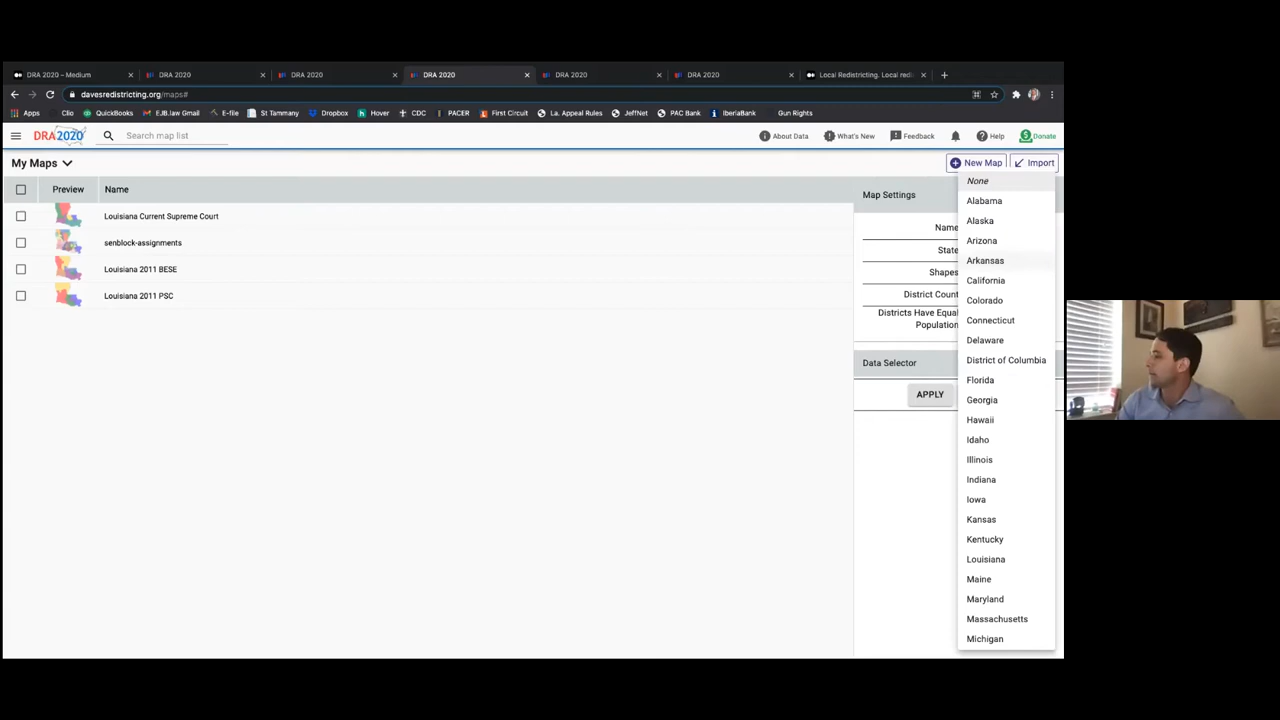 DRA 2020 – Medium
DRA 2020
DRA 2020
DRA 2020
DRA 2020
DRA 2020
Local Redistricting. Local redi
davesredistricting.org/maps#
Apps Clio QuickBooks EJB.law Gmail E-file St Tammany Dropbox Hover CDC PACER First Circuit La. Appeal Rules JeffNet PAC Bank IberiaBank Gun Rights
DRA2020 Search map list About Data What's New Feedback Help Donate
My Maps New Map Import
Preview Name
Louisiana Current Supreme Court
senblock-assignments
Louisiana 2011 BESE
Louisiana 2011 PSC
Map Settings
Name
State
Shapes
District Count
Districts Have Equal
Population
Data Selector
APPLY
None
Alabama
Alaska
Arizona
Arkansas
California
Colorado
Connecticut
Delaware
District of Columbia
Florida
Georgia
Hawaii
Idaho
Illinois
Indiana
Iowa
Kansas
Kentucky
Louisiana
Maine
Maryland
Massachusetts
Michigan